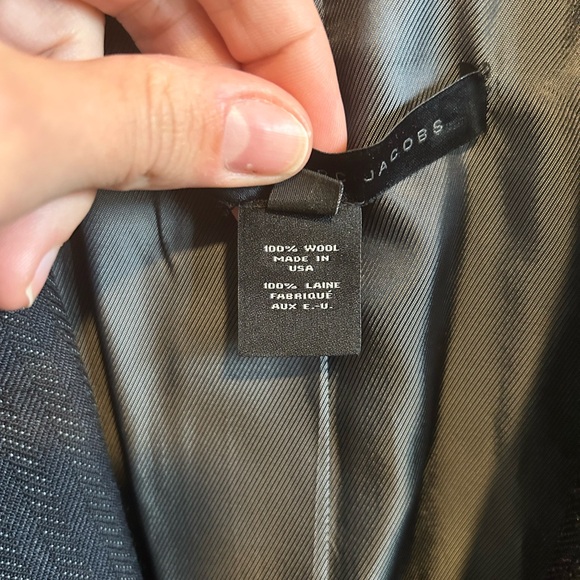 JACOBS
100% WOOL
MADE IN
USA
100% LAINE
FABRIQUÉ
AUX E.-U.